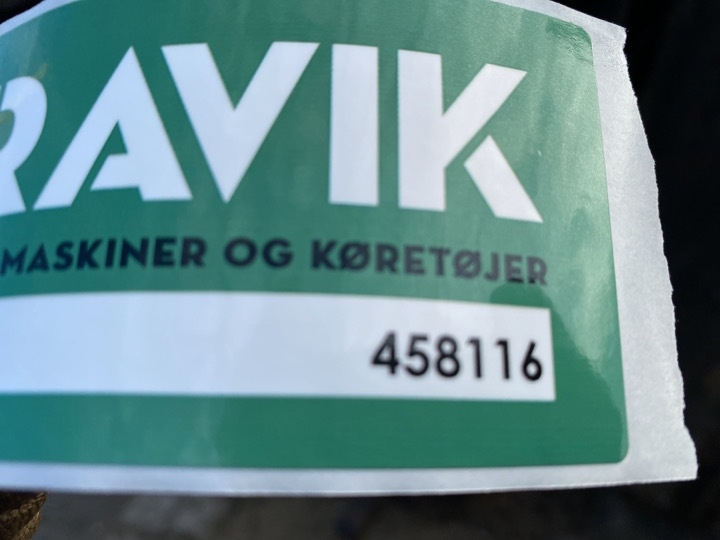 RAVIK
MASKINER OG KØRETØJER
458116